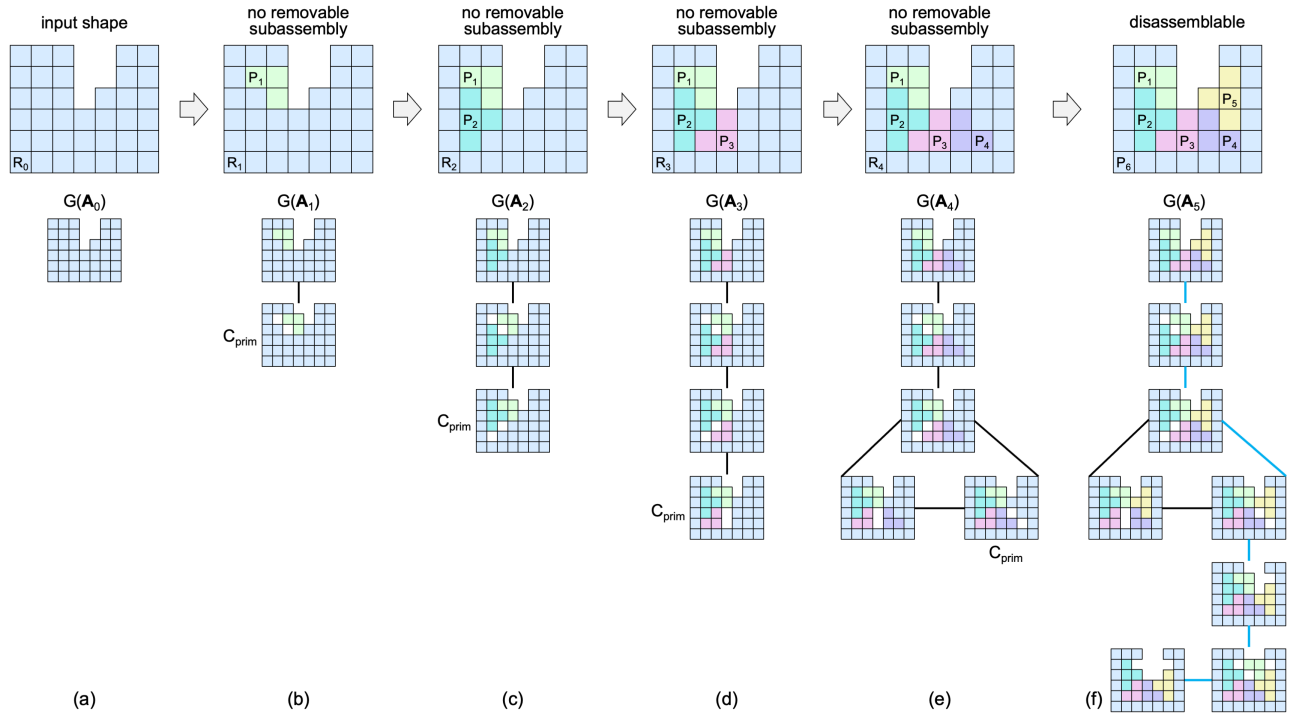 input shape
no removable
subassembly
no removable
subassembly
no removable
subassembly
no removable
subassembly
disassemblable
R0
P1
R1
P1
P2
R2
P1
P2
P3
R3
P1
P2
P3
P4
R4
P1
P5
P2
P3
P4
P6
G(A0)
G(A1)
G(A2)
G(A3)
G(A4)
G(A5)
Cprim
Cprim
Cprim
Cprim
(a)
(b)
(c)
(d)
(e)
(f)